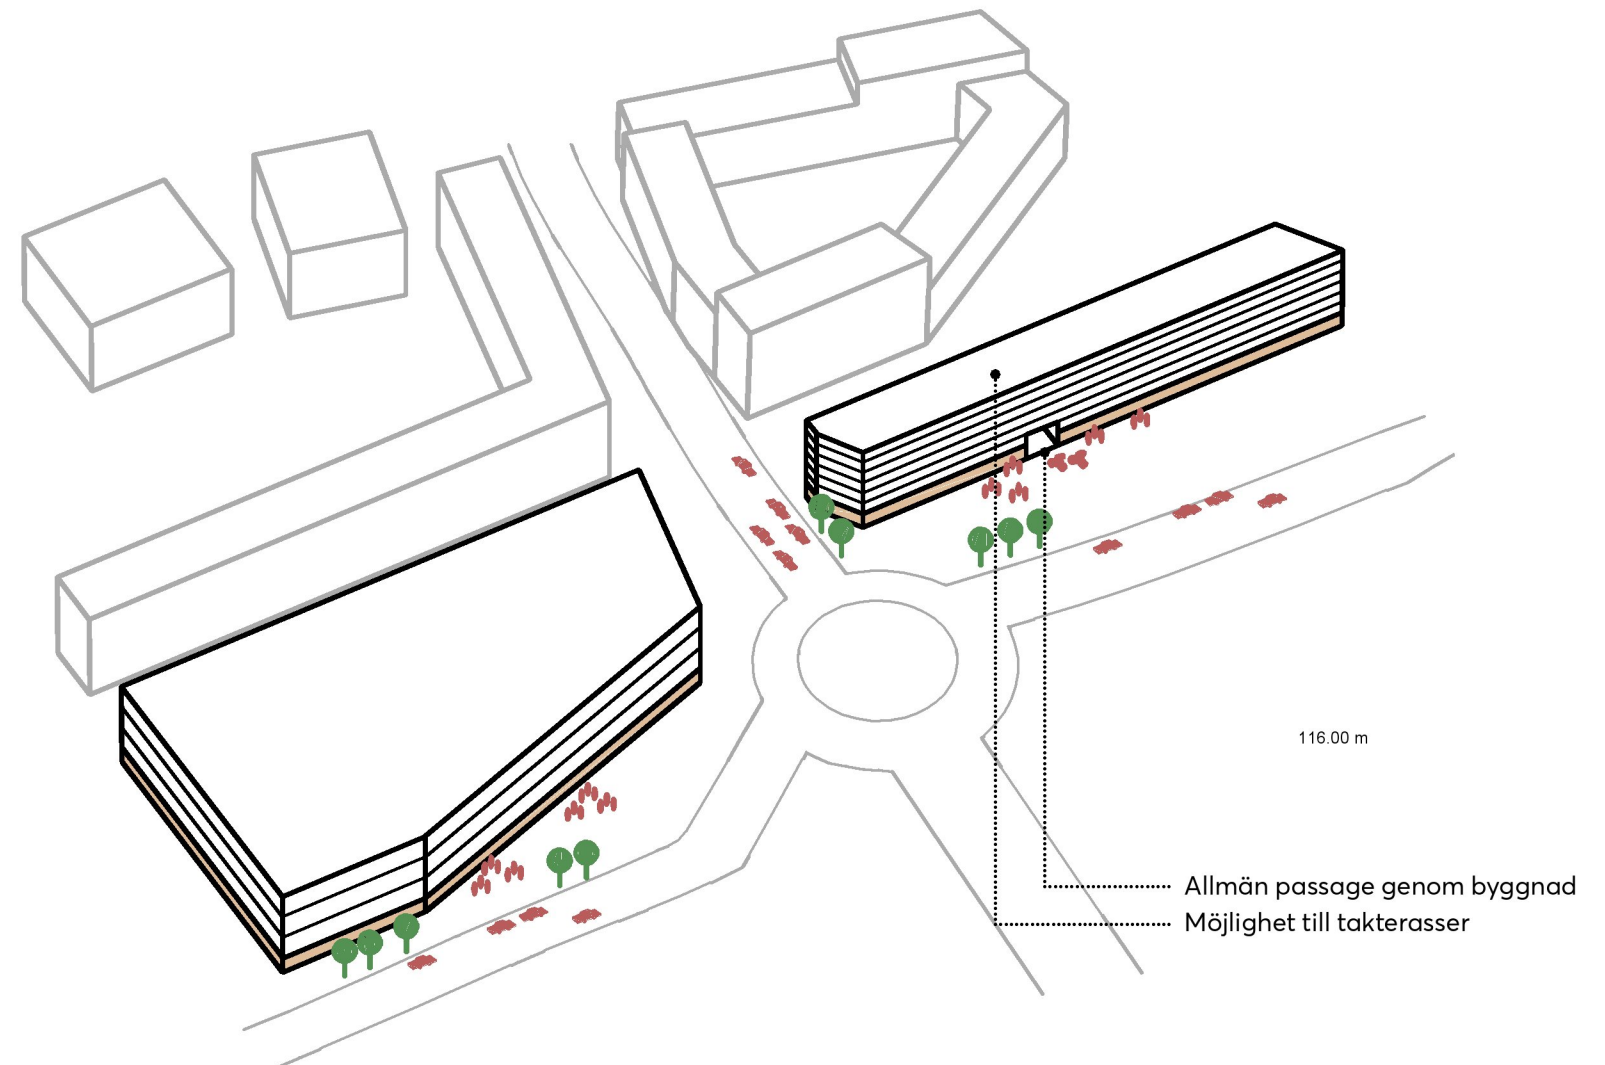 116.00 m
Allmän passage genom byggnad
Möjlighet till takterasser